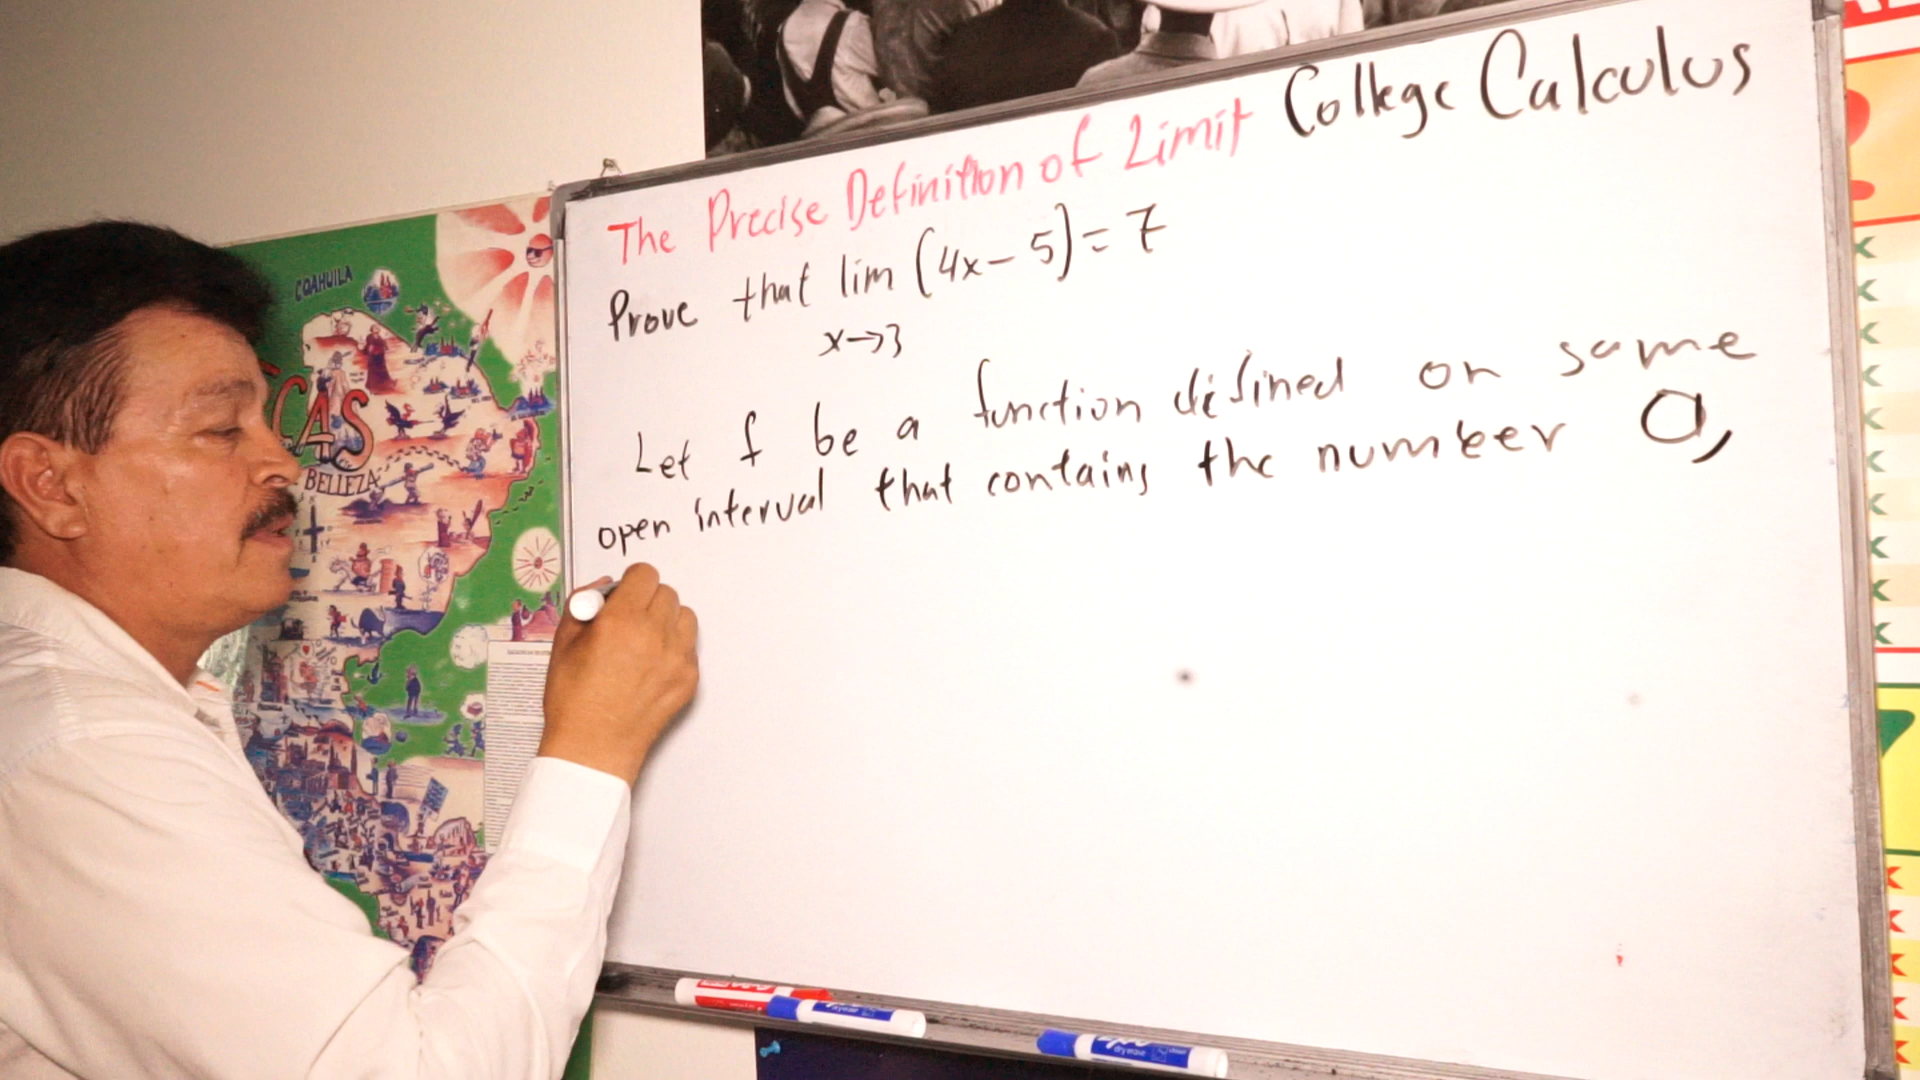 The Precise Definition of Limit College Calculus
Prove that lim (4x - 5) = 7
x→3
Let f be a function defined on some
open interval that contains the number a,
COAHUILA
CAS
BELLEZA